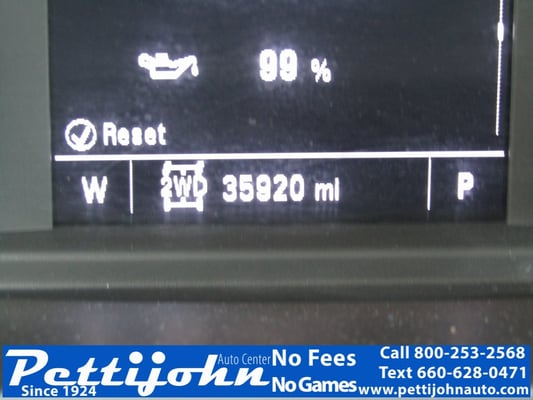 99 %
Reset
W 2WD 35920 mi P
Pettijohn Auto Center
Since 1924
No Fees
No Games
Call 800-253-2568
Text 660-628-0471
www.pettijohnauto.com